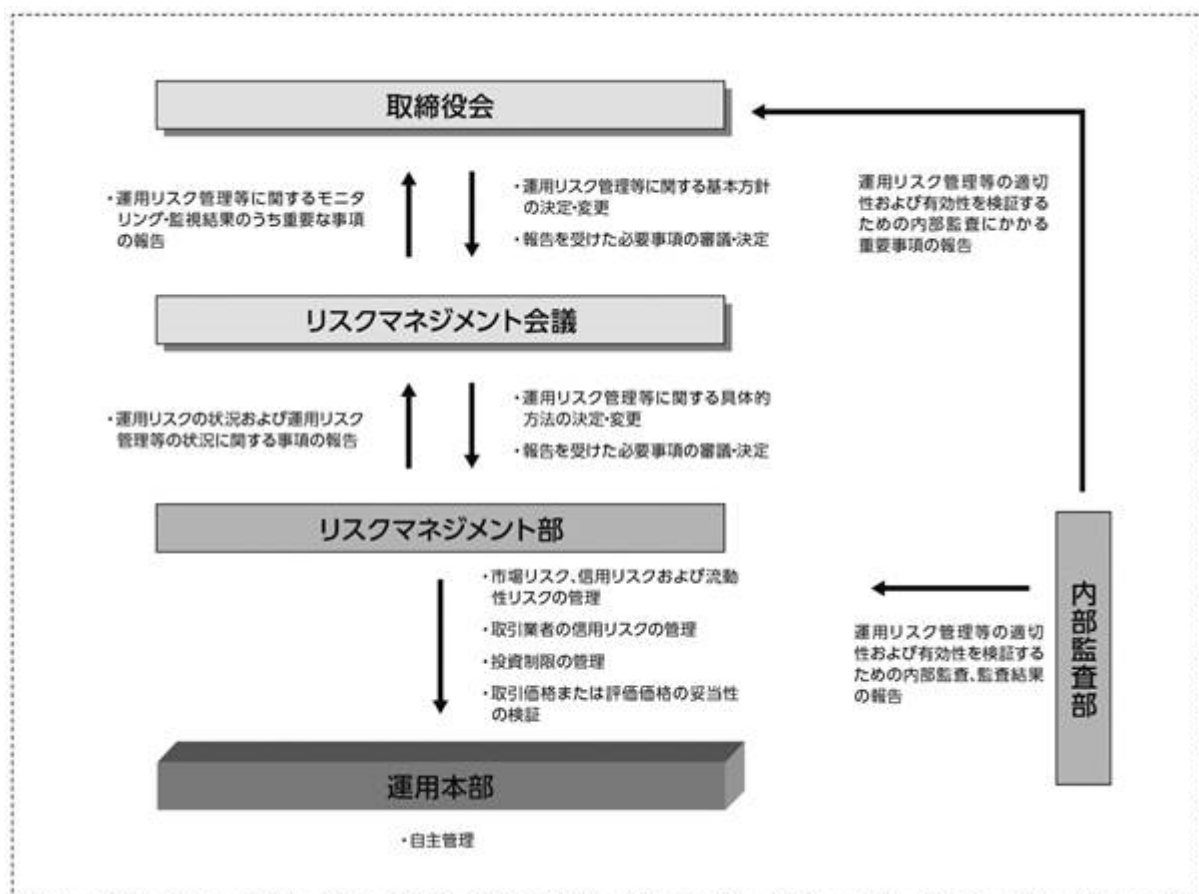 取締役会
・運用リスク管理等に関するモニタ
リング・監視結果のうち重要な事項
の報告
・運用リスク管理等に関する基本方針
の決定・変更
・報告を受けた必要事項の審議・決定
運用リスク管理等の適切
性および有効性を検証する
ための内部監査にかかる
重要事項の報告
リスクマネジメント会議
・運用リスクの状況および運用リスク
管理等の状況に関する事項の報告
・運用リスク管理等に関する具体的
方法の決定・変更
・報告を受けた必要事項の審議・決定
リスクマネジメント部
・市場リスク、信用リスクおよび流動
性リスクの管理
・取引業者の信用リスクの管理
・投資制限の管理
・取引価格または評価価格の妥当性
の検証
運用リスク管理等の適切
性および有効性を検証する
ための内部監査、監査結果
の報告
内部監査部
運用本部
・自主管理